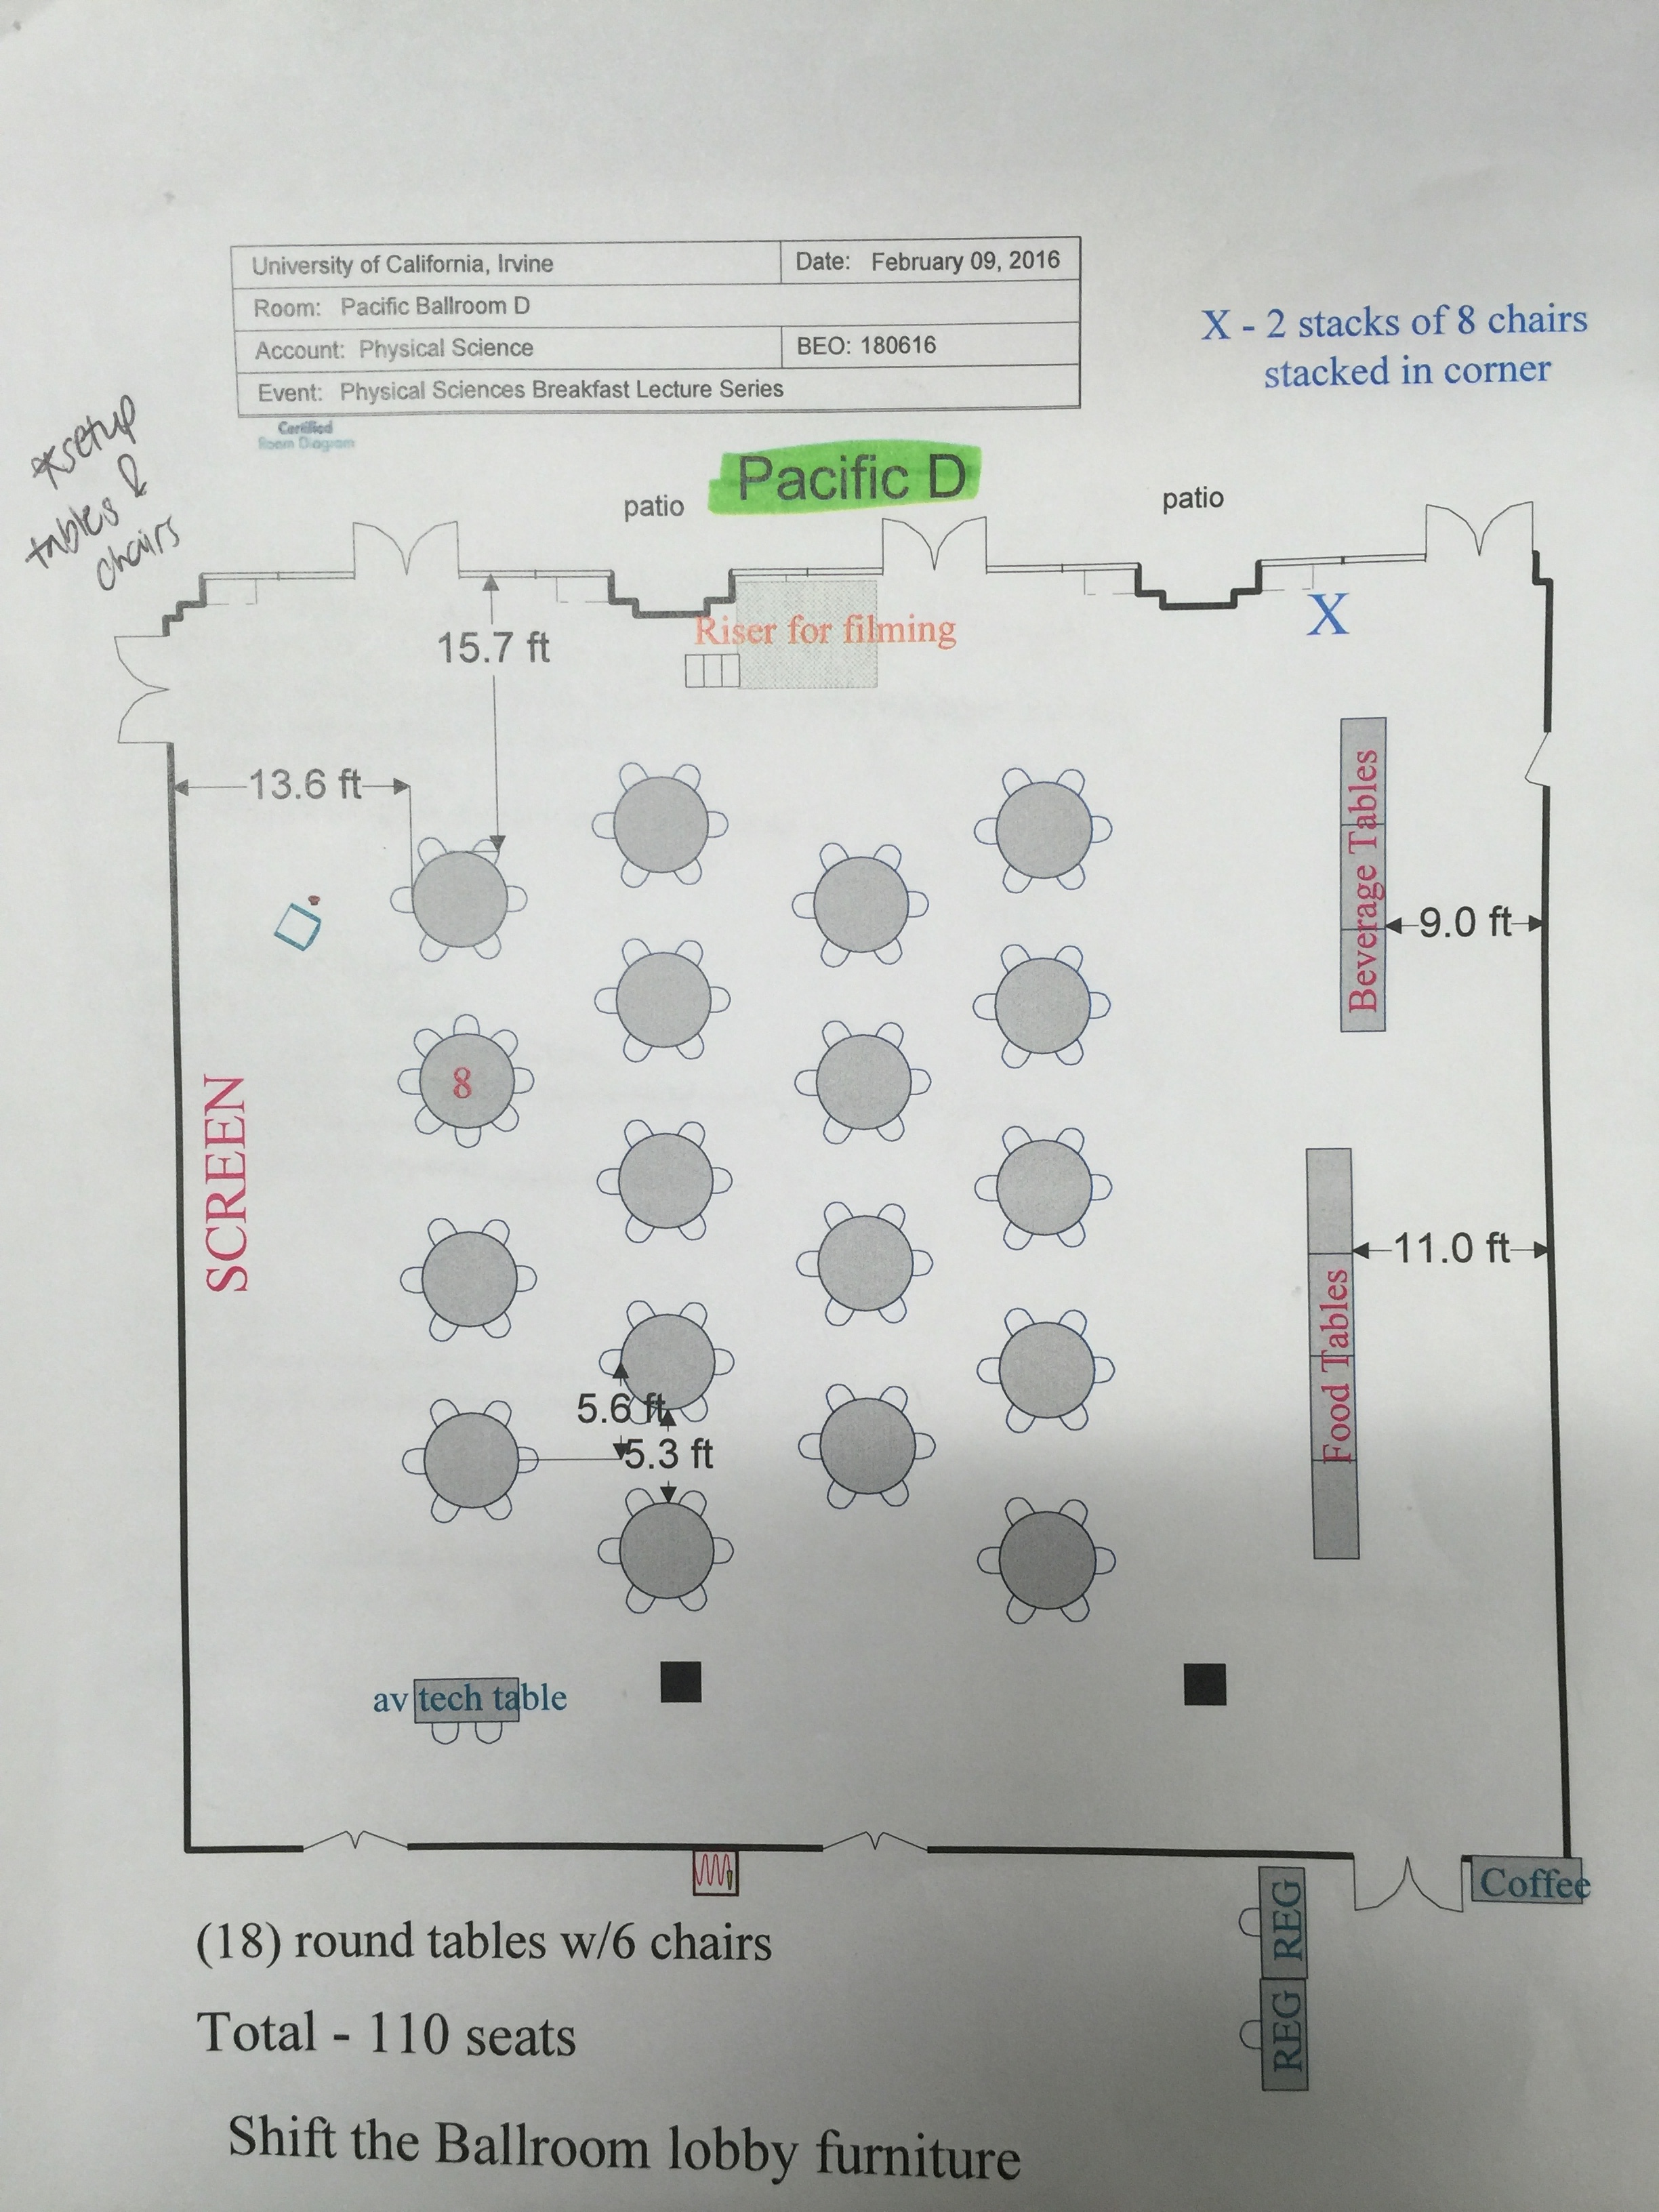 University of California, Irvine
Date: February 09, 2016
Room: Pacific Ballroom D
Account: Physical Science
BEO: 180616
Event: Physical Sciences Breakfast Lecture Series
Certified
Room Diagram
X - 2 stacks of 8 chairs
stacked in corner
*setup
tables &
chairs
Pacific D
patio
patio
Riser for filming
X
15.7 ft
13.6 ft
Beverage Tables
9.0 ft
8
SCREEN
11.0 ft
Food Tables
5.6 ft
5.3 ft
av tech table
Coffee
REG
REG
(18) round tables w/6 chairs
Total - 110 seats
Shift the Ballroom lobby furniture